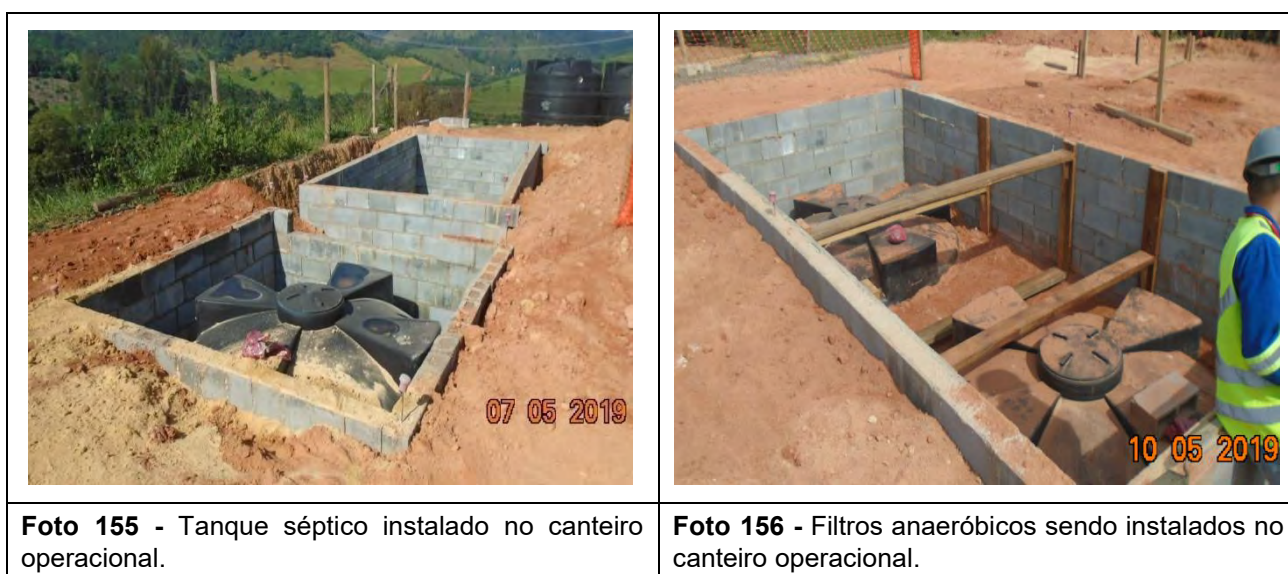 07 05 2019
10 05 2019
Foto 155 - Tanque séptico instalado no canteiro
operacional.
Foto 156 - Filtros anaeróbicos sendo instalados no
canteiro operacional.